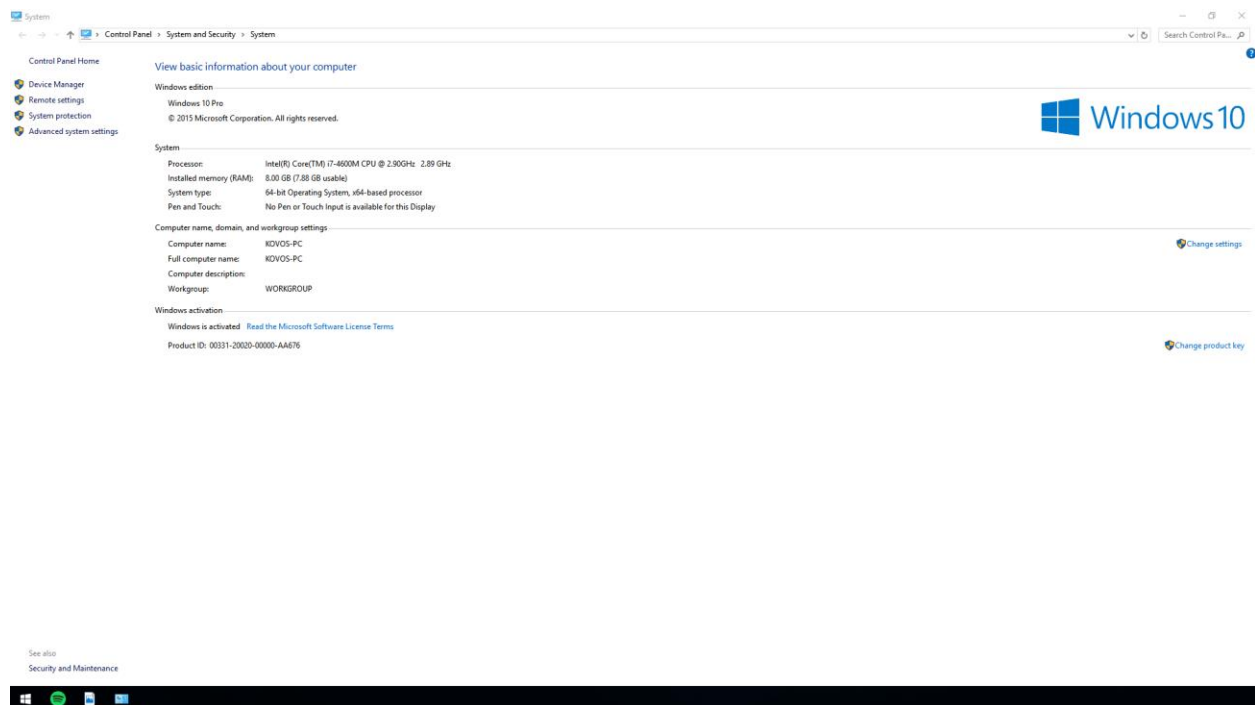 System
Control Panel › System and Security › System
Search Control Pa...
Control Panel Home
Device Manager
Remote settings
System protection
Advanced system settings
View basic information about your computer
Windows edition
Windows 10 Pro
© 2015 Microsoft Corporation. All rights reserved.
Windows 10
System
Processor: Intel(R) Core(TM) i7-4600M CPU @ 2.90GHz 2.89 GHz
Installed memory (RAM): 8.00 GB (7.88 GB usable)
System type: 64-bit Operating System, x64-based processor
Pen and Touch: No Pen or Touch Input is available for this Display
Computer name, domain, and workgroup settings
Computer name: KOVOS-PC Change settings
Full computer name: KOVOS-PC
Computer description:
Workgroup: WORKGROUP
Windows activation
Windows is activated Read the Microsoft Software License Terms
Product ID: 00331-20020-00000-AA676 Change product key
See also
Security and Maintenance